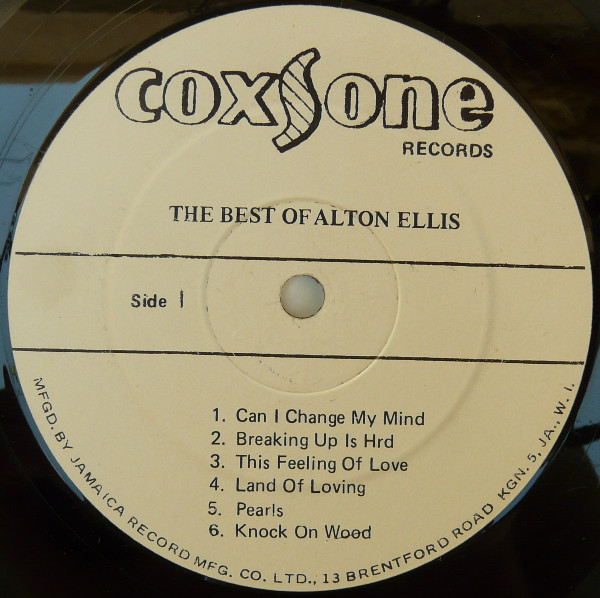 coxsone
RECORDS
THE BEST OF ALTON ELLIS
Side 1
1. Can I Change My Mind
2. Breaking Up Is Hrd
3. This Feeling Of Love
4. Land Of Loving
5. Pearls
6. Knock On Wood
MFGD. BY JAMAICA RECORD MFG. CO. LTD., 13 BRENTFORD ROAD KGN. 5, JA., W. I.